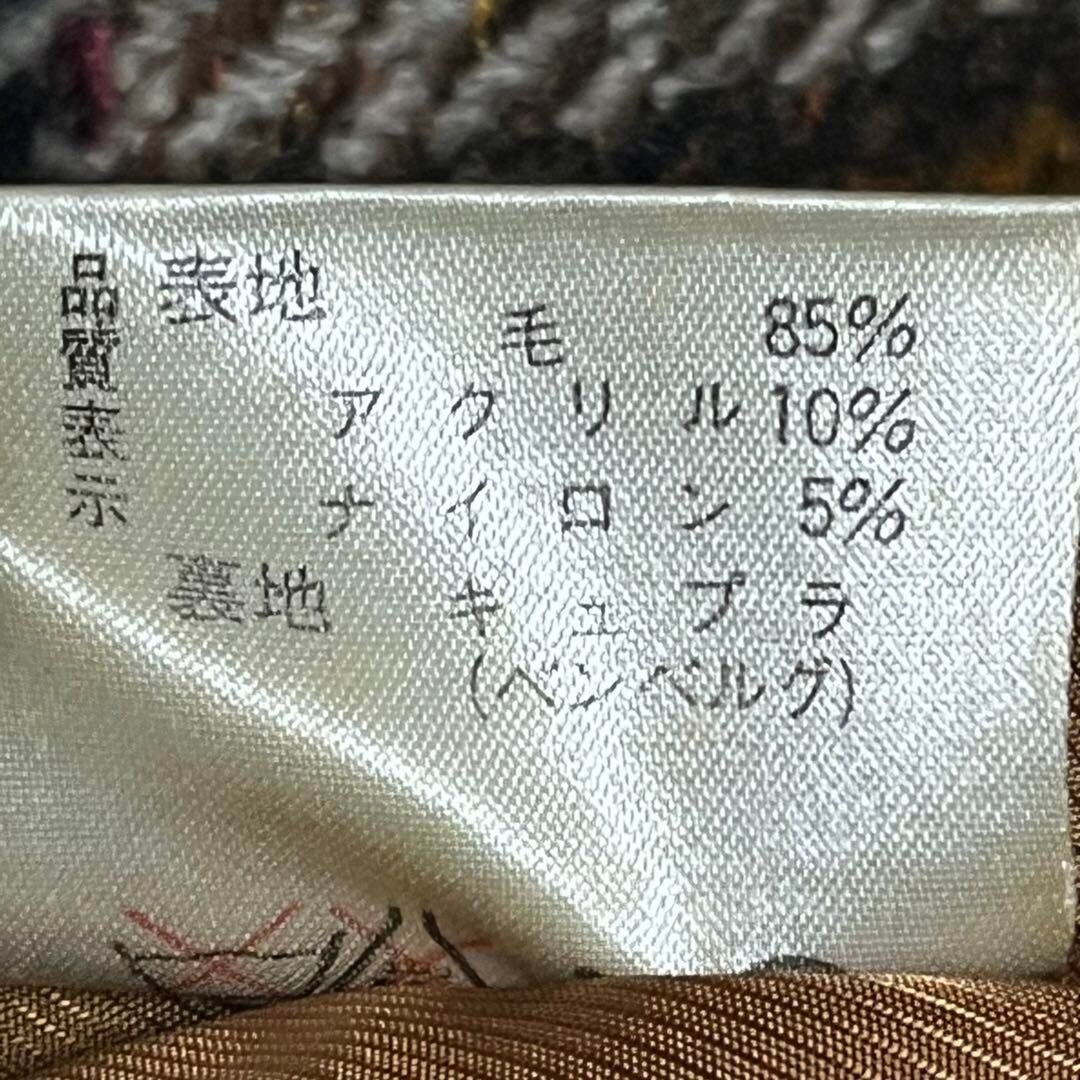 品質表示
表地
毛 85%
アクリル 10%
ナイロン 5%
裏地 キュプラ
(ベンベルグ)